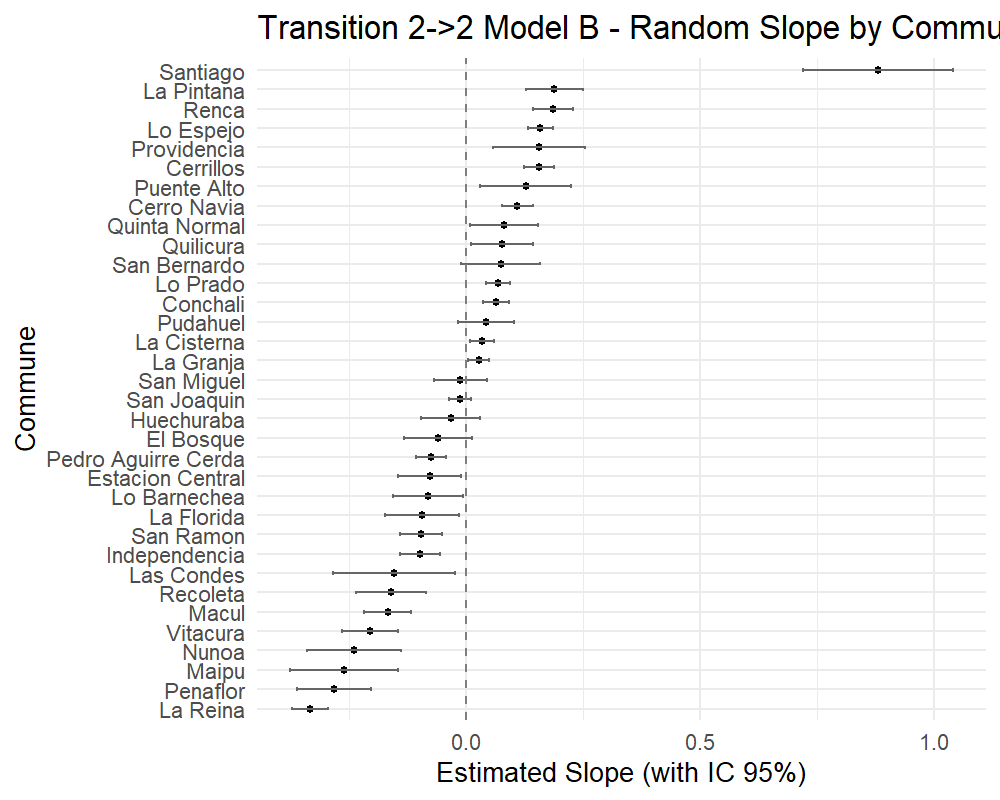 Transition 2->2 Model B - Random Slope by Commu
Commune
Santiago
La Pintana
Renca
Lo Espejo
Providencia
Cerrillos
Puente Alto
Cerro Navia
Quinta Normal
Quilicura
San Bernardo
Lo Prado
Conchali
Pudahuel
La Cisterna
La Granja
San Miguel
San Joaquin
Huechuraba
El Bosque
Pedro Aguirre Cerda
Estacion Central
Lo Barnechea
La Florida
San Ramon
Independencia
Las Condes
Recoleta
Macul
Vitacura
Nunoa
Maipu
Penaflor
La Reina
0.0 0.5 1.0
Estimated Slope (with IC 95%)